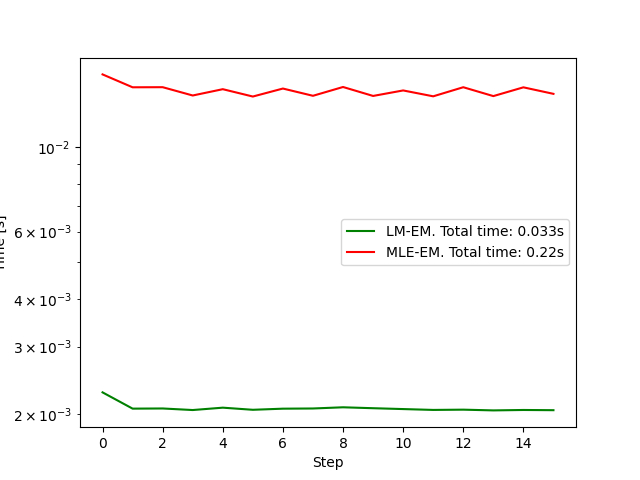 10⁻²
6 × 10⁻³
4 × 10⁻³
3 × 10⁻³
2 × 10⁻³
LM-EM. Total time: 0.033s
MLE-EM. Total time: 0.22s
0 2 4 6 8 10 12 14
Step